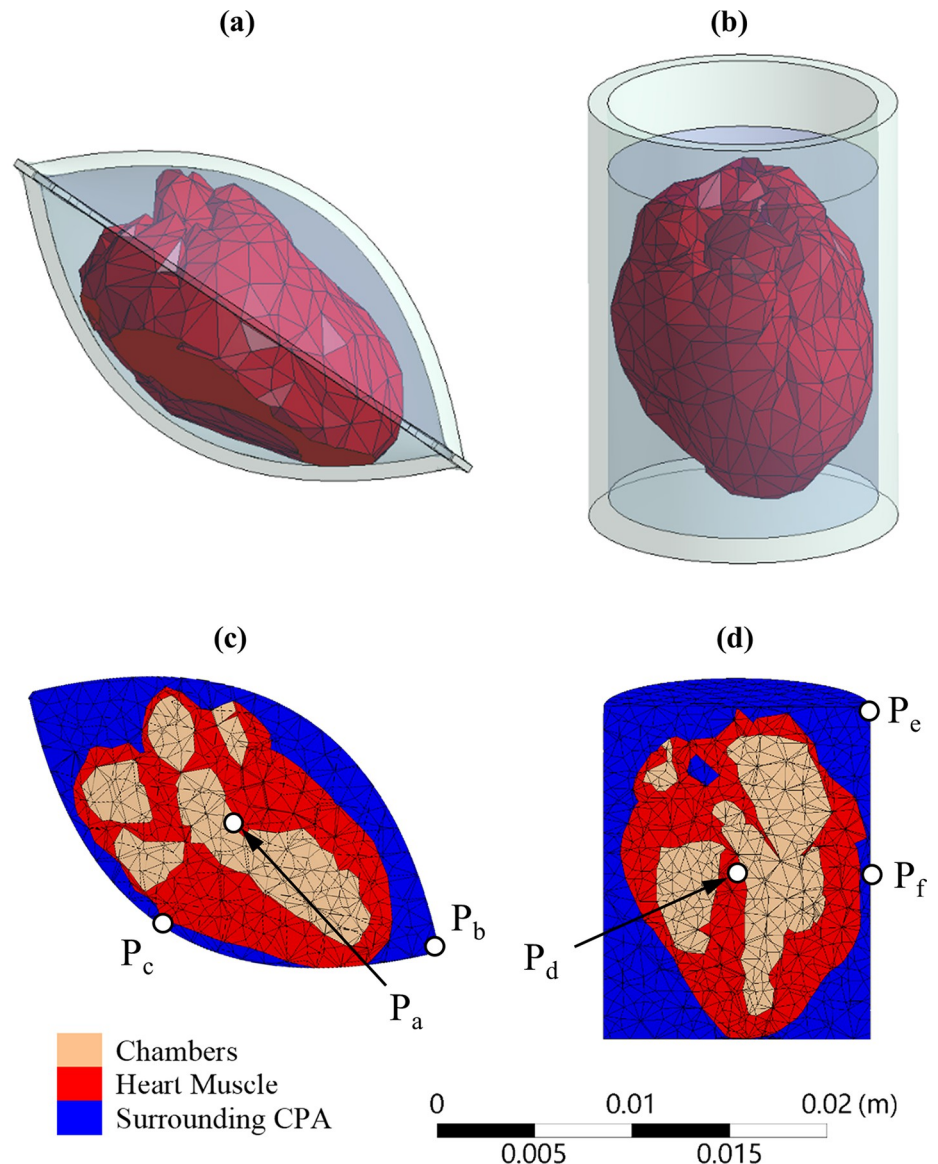 (a)
(b)
(c)
(d)
Pe
Pf
Pd
Pb
Pc
Pa
Chambers
Heart Muscle
Surrounding CPA
0 0.01 0.02 (m)
0.005 0.015